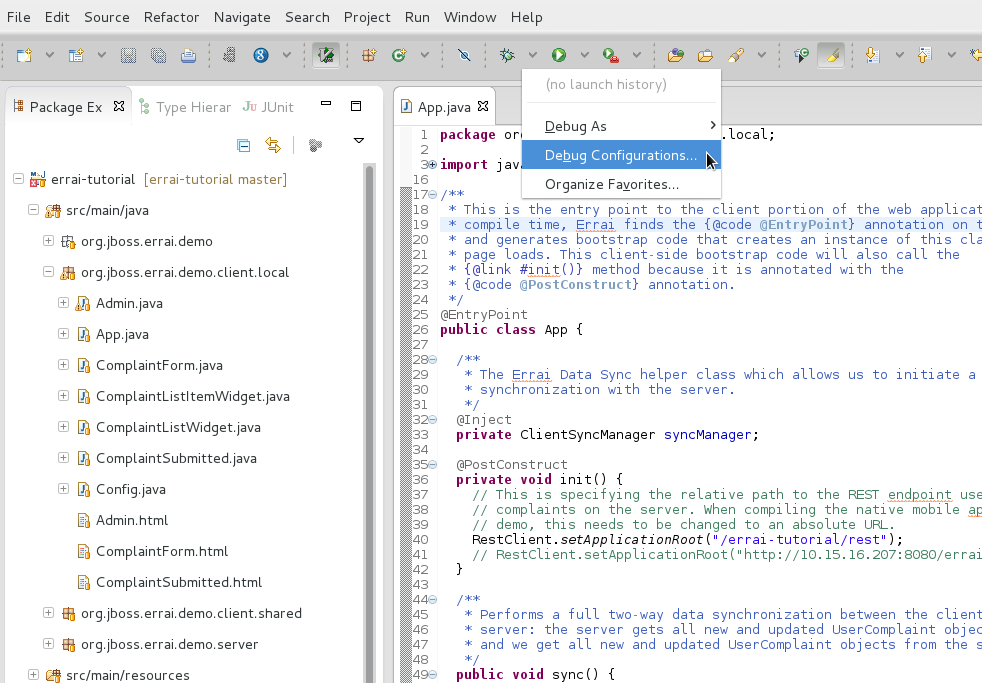 File Edit Source Refactor Navigate Search Project Run Window Help
Package Ex Type Hierar JUnit
errai-tutorial [errai-tutorial master]
src/main/java
org.jboss.errai.demo
org.jboss.errai.demo.client.local
Admin.java
App.java
ComplaintForm.java
ComplaintListItemWidget.java
ComplaintListWidget.java
ComplaintSubmitted.java
Config.java
Admin.html
ComplaintForm.html
ComplaintSubmitted.html
org.jboss.errai.demo.client.shared
org.jboss.errai.demo.server
src/main/resources
(no launch history)
Debug As
Debug Configurations...
Organize Favorites...
App.java
1 package org .local;
2
3 import java
16
17 /**
18 * This is the entry point to the client portion of the web applicat
19 * compile time, Errai finds the {@code @EntryPoint} annotation on t
20 * and generates bootstrap code that creates an instance of this cla
21 * page loads. This client-side bootstrap code will also call the
22 * {@link #init()} method because it is annotated with the
23 * {@code @PostConstruct} annotation.
24 */
25 @EntryPoint
26 public class App {
27
28 /**
29 * The Errai Data Sync helper class which allows us to initiate a
30 * synchronization with the server.
31 */
32 @Inject
33 private ClientSyncManager syncManager;
34
35 @PostConstruct
36 private void init() {
37 // This is specifying the relative path to the REST endpoint use
38 // complaints on the server. When compiling the native mobile ap
39 // demo, this needs to be changed to an absolute URL.
40 RestClient.setApplicationRoot("/errai-tutorial/rest");
41 // RestClient.setApplicationRoot("http://10.15.16.207:8080/errai
42 }
43
44 /**
45 * Performs a full two-way data synchronization between the client
46 * server: the server gets all new and updated UserComplaint objec
47 * and we get all new and updated UserComplaint objects from the s
48 */
49 public void sync() {